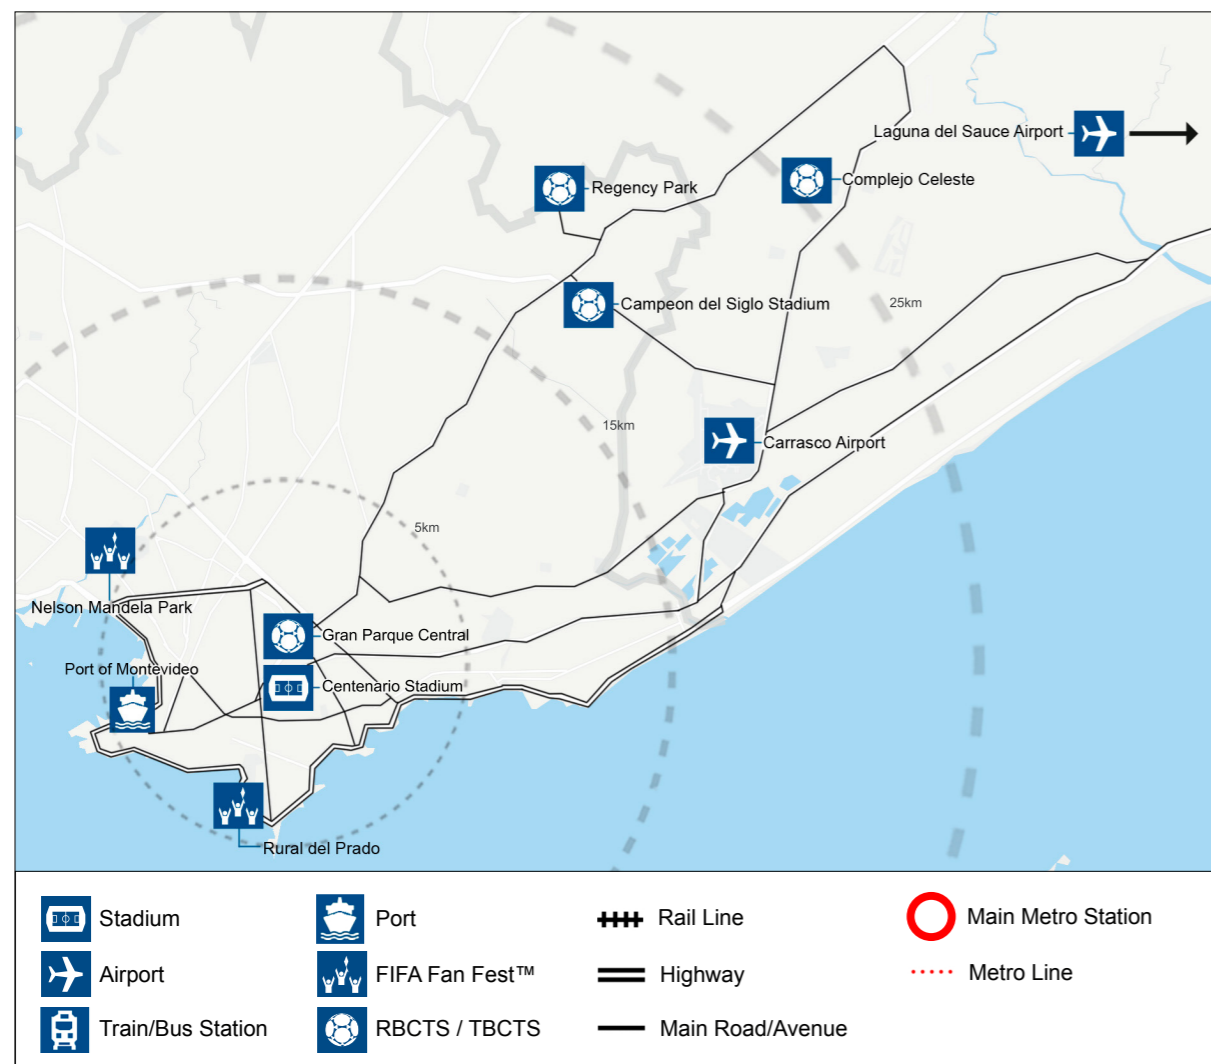 Laguna del Sauce Airport
Complejo Celeste
Regency Park
Campeon del Siglo Stadium
25km
15km
Carrasco Airport
5km
Nelson Mandela Park
Gran Parque Central
Port of Montevideo
Centenario Stadium
Rural del Prado
Stadium
Port
Rail Line
Main Metro Station
Airport
FIFA Fan Fest™
Highway
Metro Line
Train/Bus Station
RBCTS / TBCTS
Main Road/Avenue